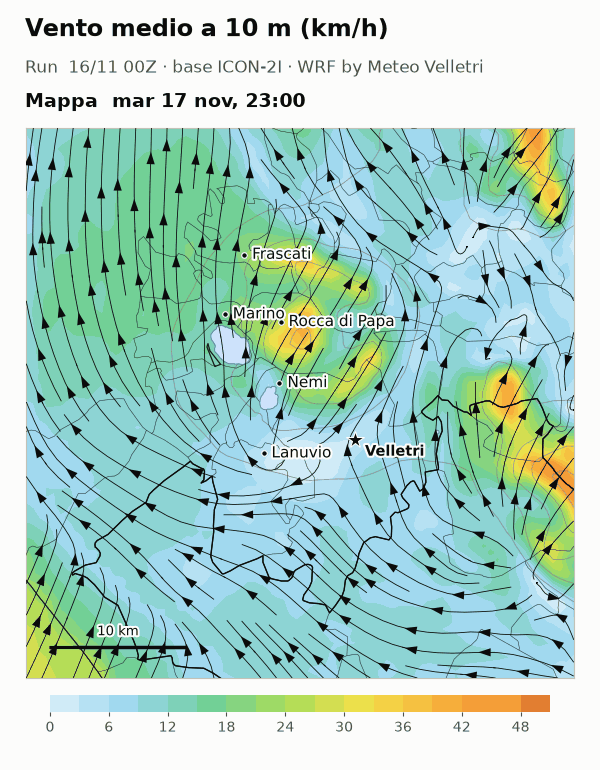 Vento medio a 10 m (km/h)
Run  16/11 00Z · base ICON-2I · WRF by Meteo Velletri
Mappa  mar 17 nov, 23:00
Frascati
Marino
Rocca di Papa
Nemi
Velletri
Lanuvio
10 km
0 6 12 18 24 30 36 42 48